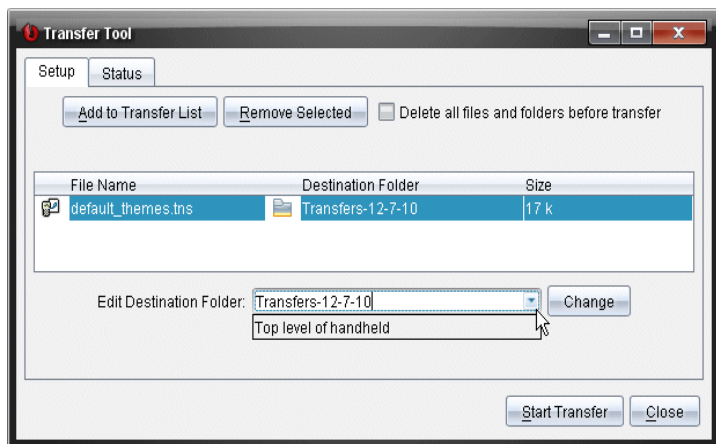 Transfer Tool
Setup Status
Add to Transfer List Remove Selected Delete all files and folders before transfer
File Name Destination Folder Size
default_themes.tns Transfers-12-7-10 17 k
Edit Destination Folder: Transfers-12-7-10 Change
Top level of handheld
Start Transfer Close